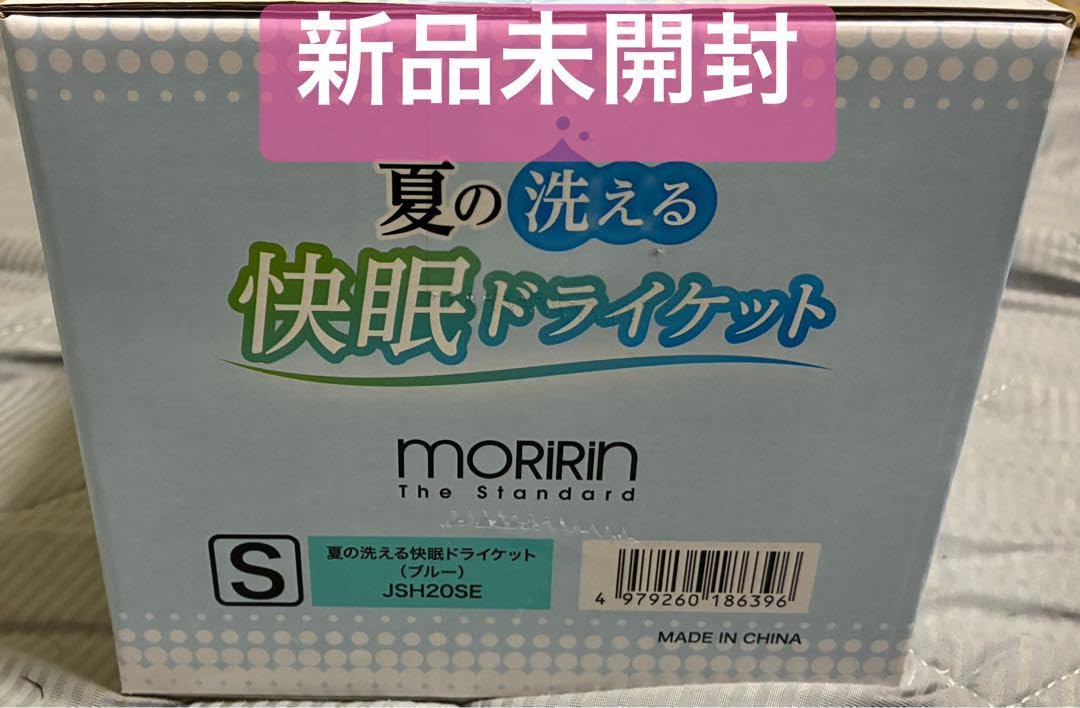 新品未開封
夏の洗える
快眠ドライケット
MORIRIN
The Standard
S
夏の洗える快眠ドライケット
（ブルー）
JSH20SE
4 979260 186396
MADE IN CHINA